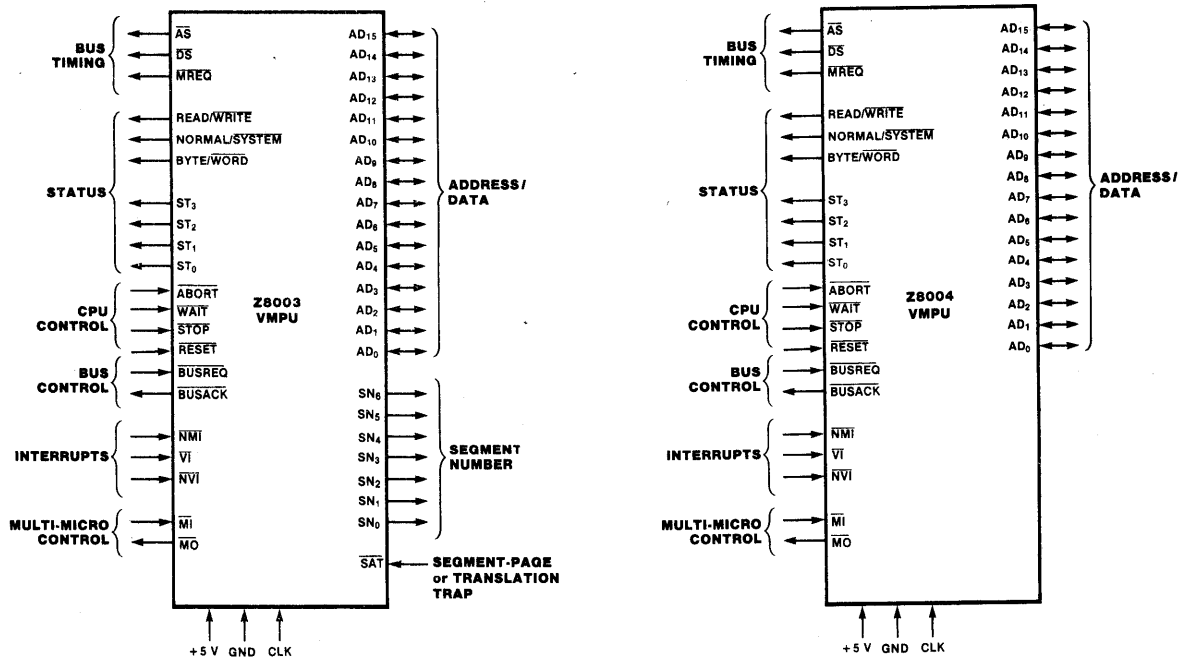 BUS
TIMING
AS
DS
MREQ
STATUS
READ/WRITE
NORMAL/SYSTEM
BYTE/WORD
ST3
ST2
ST1
ST0
CPU
CONTROL
ABORT
WAIT
STOP
RESET
BUS
CONTROL
BUSREQ
BUSACK
INTERRUPTS
NMI
VI
NVI
MULTI-MICRO
CONTROL
MI
MO
Z8003
VMPU
AD15
AD14
AD13
AD12
AD11
AD10
AD9
AD8
AD7
AD6
AD5
AD4
AD3
AD2
AD1
AD0
ADDRESS/
DATA
SN6
SN5
SN4
SN3
SN2
SN1
SN0
SEGMENT
NUMBER
SAT
SEGMENT-PAGE
or TRANSLATION
TRAP
+5 V GND CLK
BUS
TIMING
AS
DS
MREQ
STATUS
READ/WRITE
NORMAL/SYSTEM
BYTE/WORD
ST3
ST2
ST1
ST0
CPU
CONTROL
ABORT
WAIT
STOP
RESET
BUS
CONTROL
BUSREQ
BUSACK
INTERRUPTS
NMI
VI
NVI
MULTI-MICRO
CONTROL
MI
MO
Z8004
VMPU
AD15
AD14
AD13
AD12
AD11
AD10
AD9
AD8
AD7
AD6
AD5
AD4
AD3
AD2
AD1
AD0
ADDRESS/
DATA
+5 V GND CLK